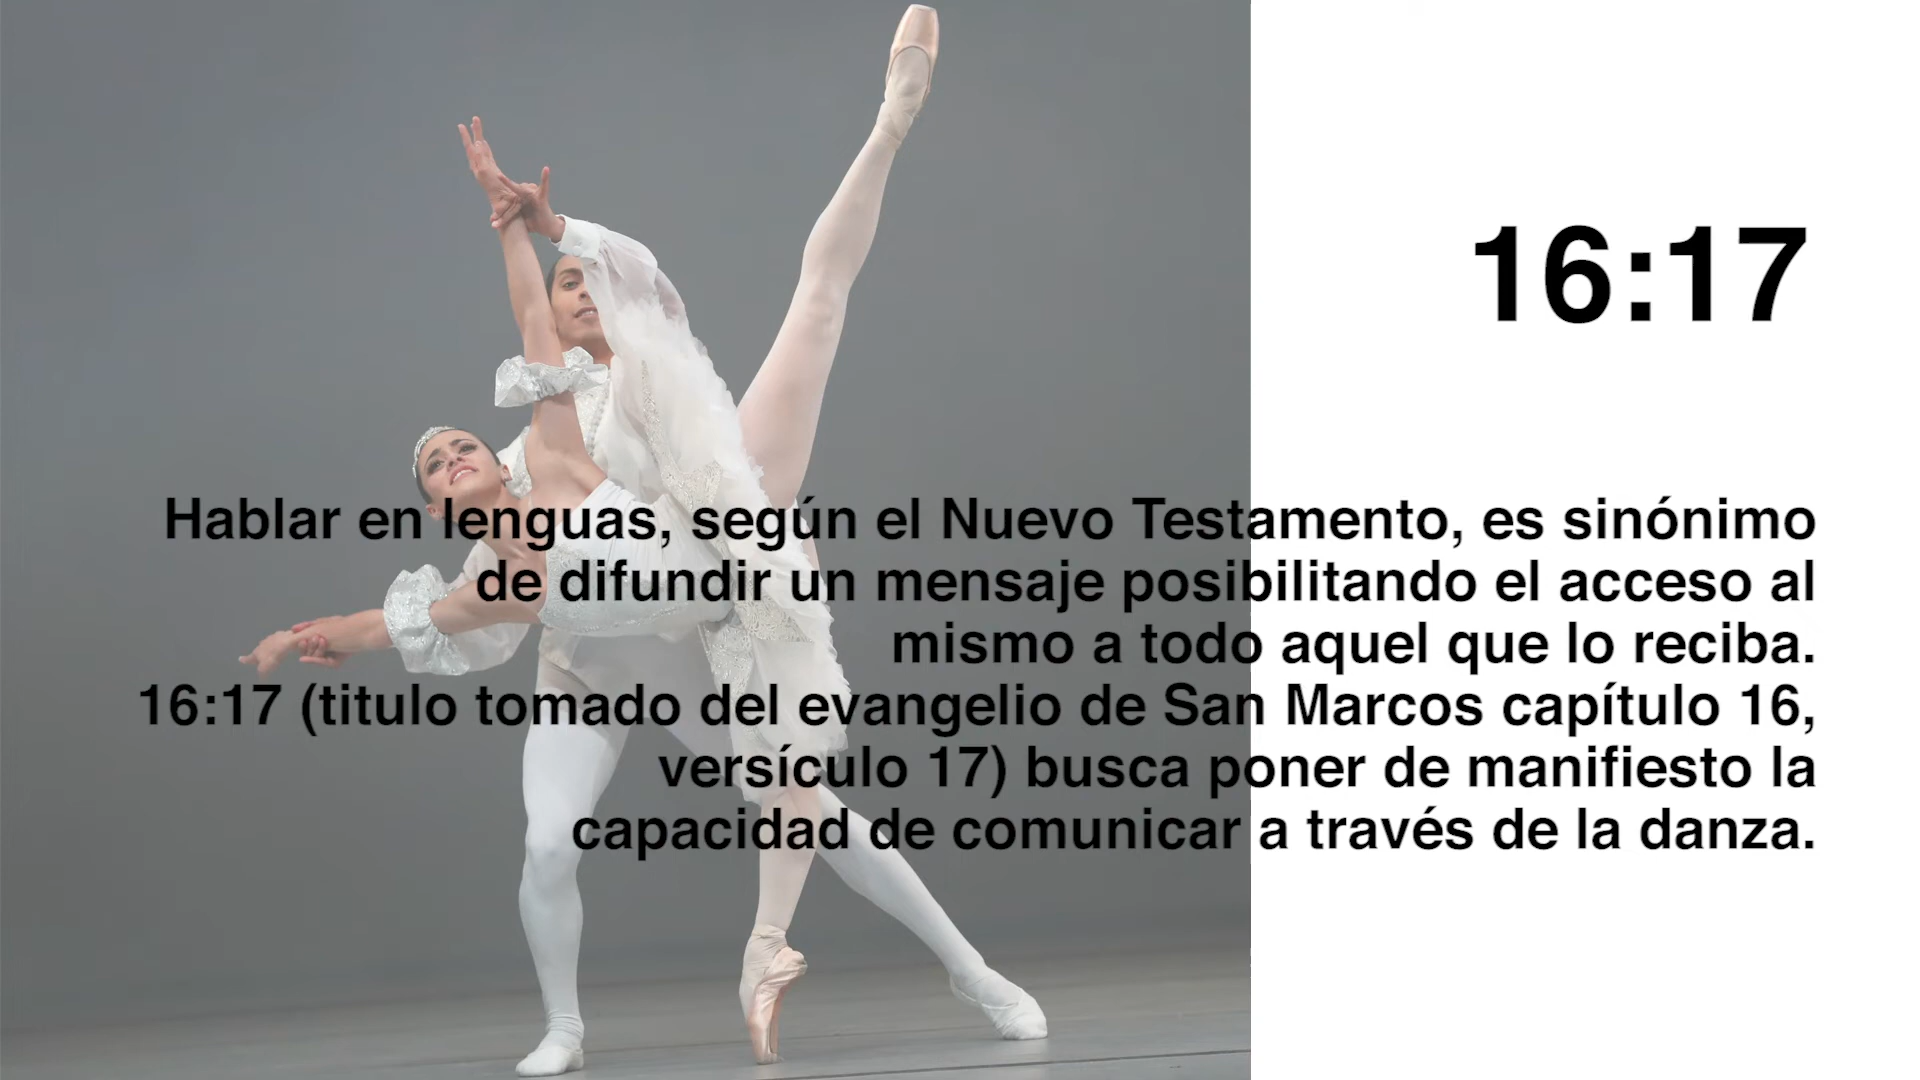 16:17
Hablar en lenguas, según el Nuevo Testamento, es sinónimo
de difundir un mensaje posibilitando el acceso al
mismo a todo aquel que lo reciba.
16:17 (titulo tomado del evangelio de San Marcos capítulo 16,
versículo 17) busca poner de manifiesto la
capacidad de comunicar a través de la danza.